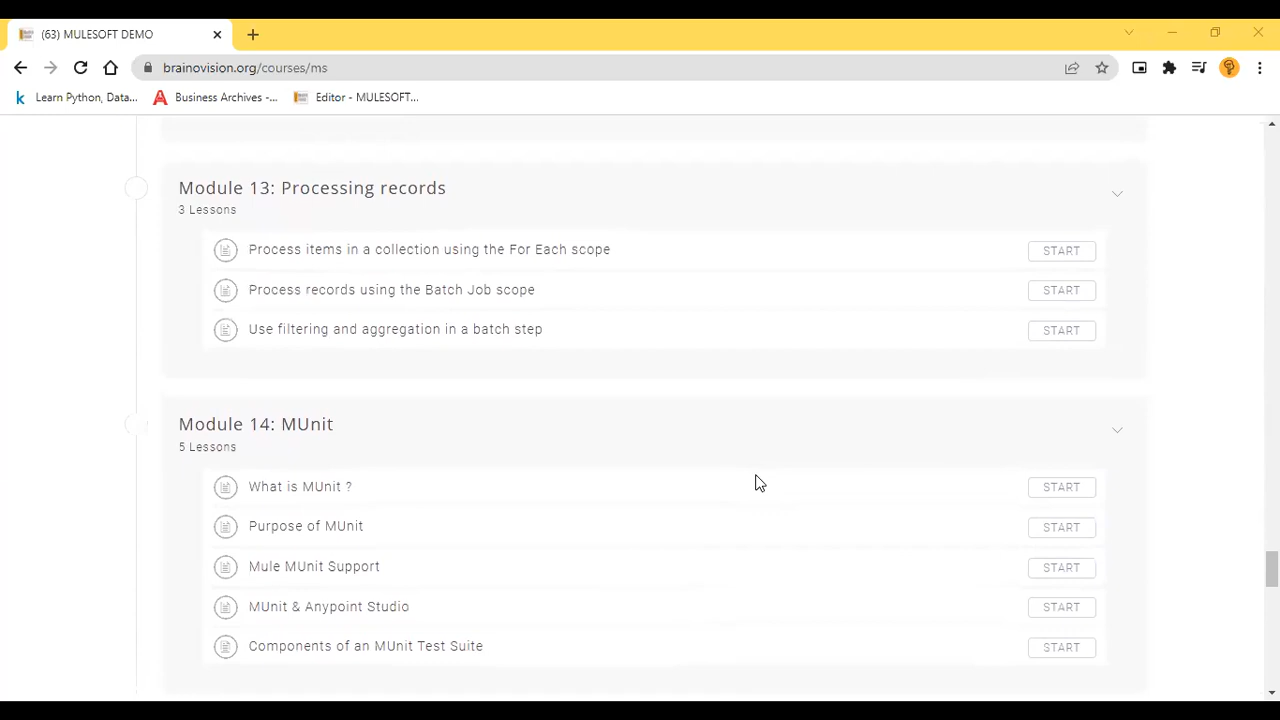 (63) MULESOFT DEMO
brainovision.org/courses/ms
Learn Python, Data...
Business Archives -...
Editor - MULESOFT...
Module 13: Processing records
3 Lessons
Process items in a collection using the For Each scope
START
Process records using the Batch Job scope
START
Use filtering and aggregation in a batch step
START
Module 14: MUnit
5 Lessons
What is MUnit ?
START
Purpose of MUnit
START
Mule MUnit Support
START
MUnit & Anypoint Studio
START
Components of an MUnit Test Suite
START